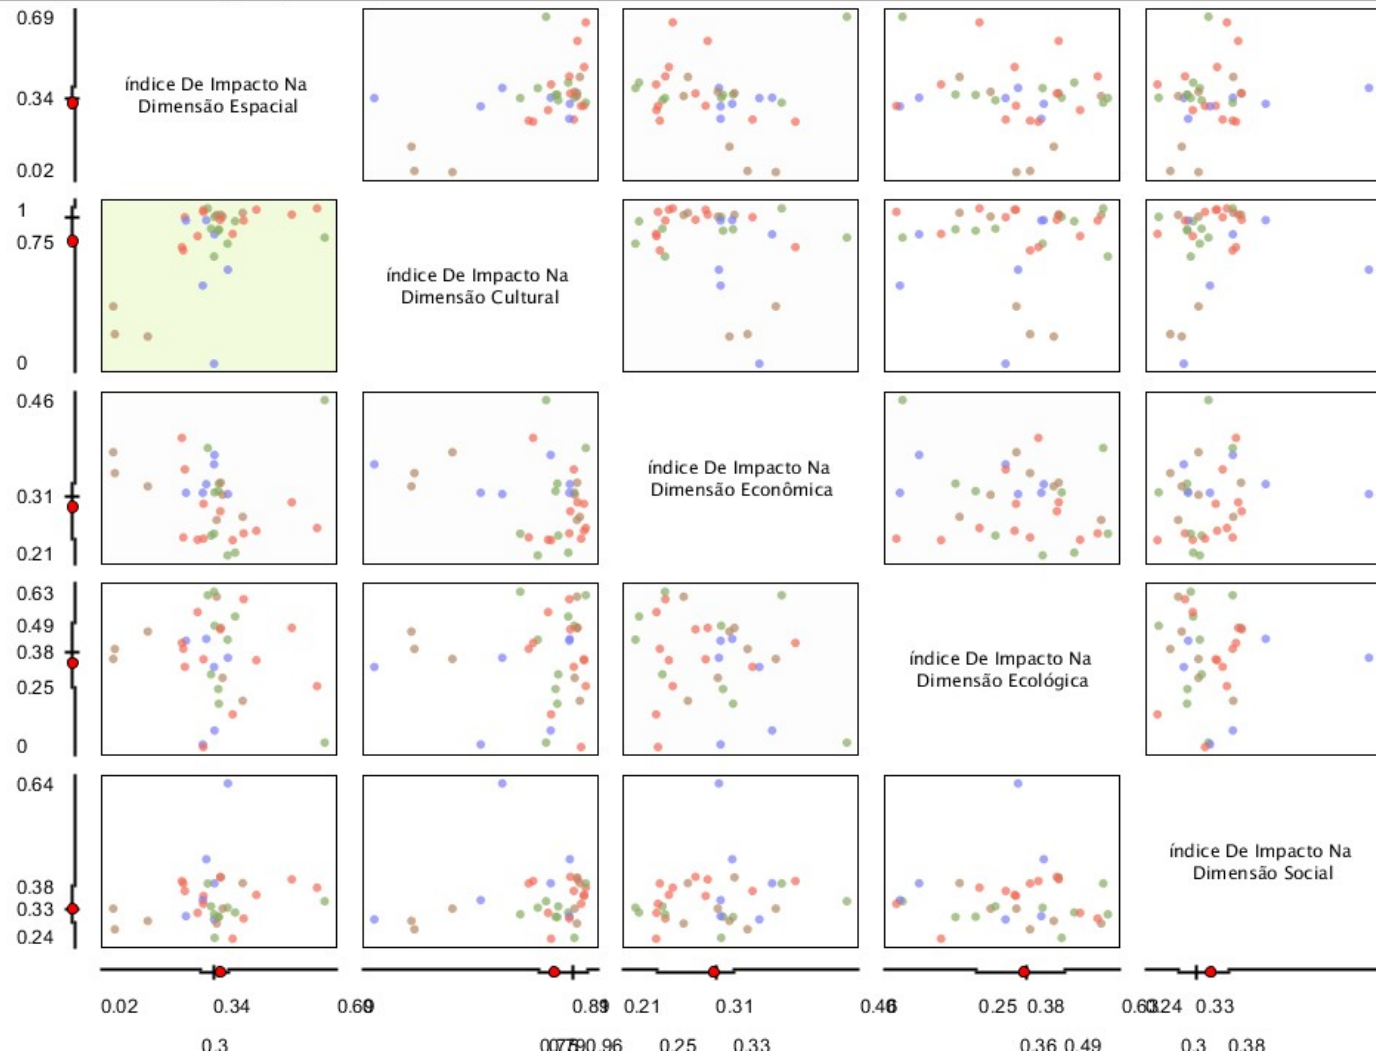 0.69
índice De Impacto Na
Dimensão Espacial
0.34
0.02
1
0.75
índice De Impacto Na
Dimensão Cultural
0
0.46
índice De Impacto Na
Dimensão Econômica
0.31
0.21
0.63
0.49
0.38
índice De Impacto Na
Dimensão Ecológica
0.25
0
0.64
índice De Impacto Na
Dimensão Social
0.38
0.33
0.24
0.02 0.34 0.21 0.31 0.25 0.38 0.33
0.3 0.96 0.25 0.33 0.36 0.49 0.3 0.38